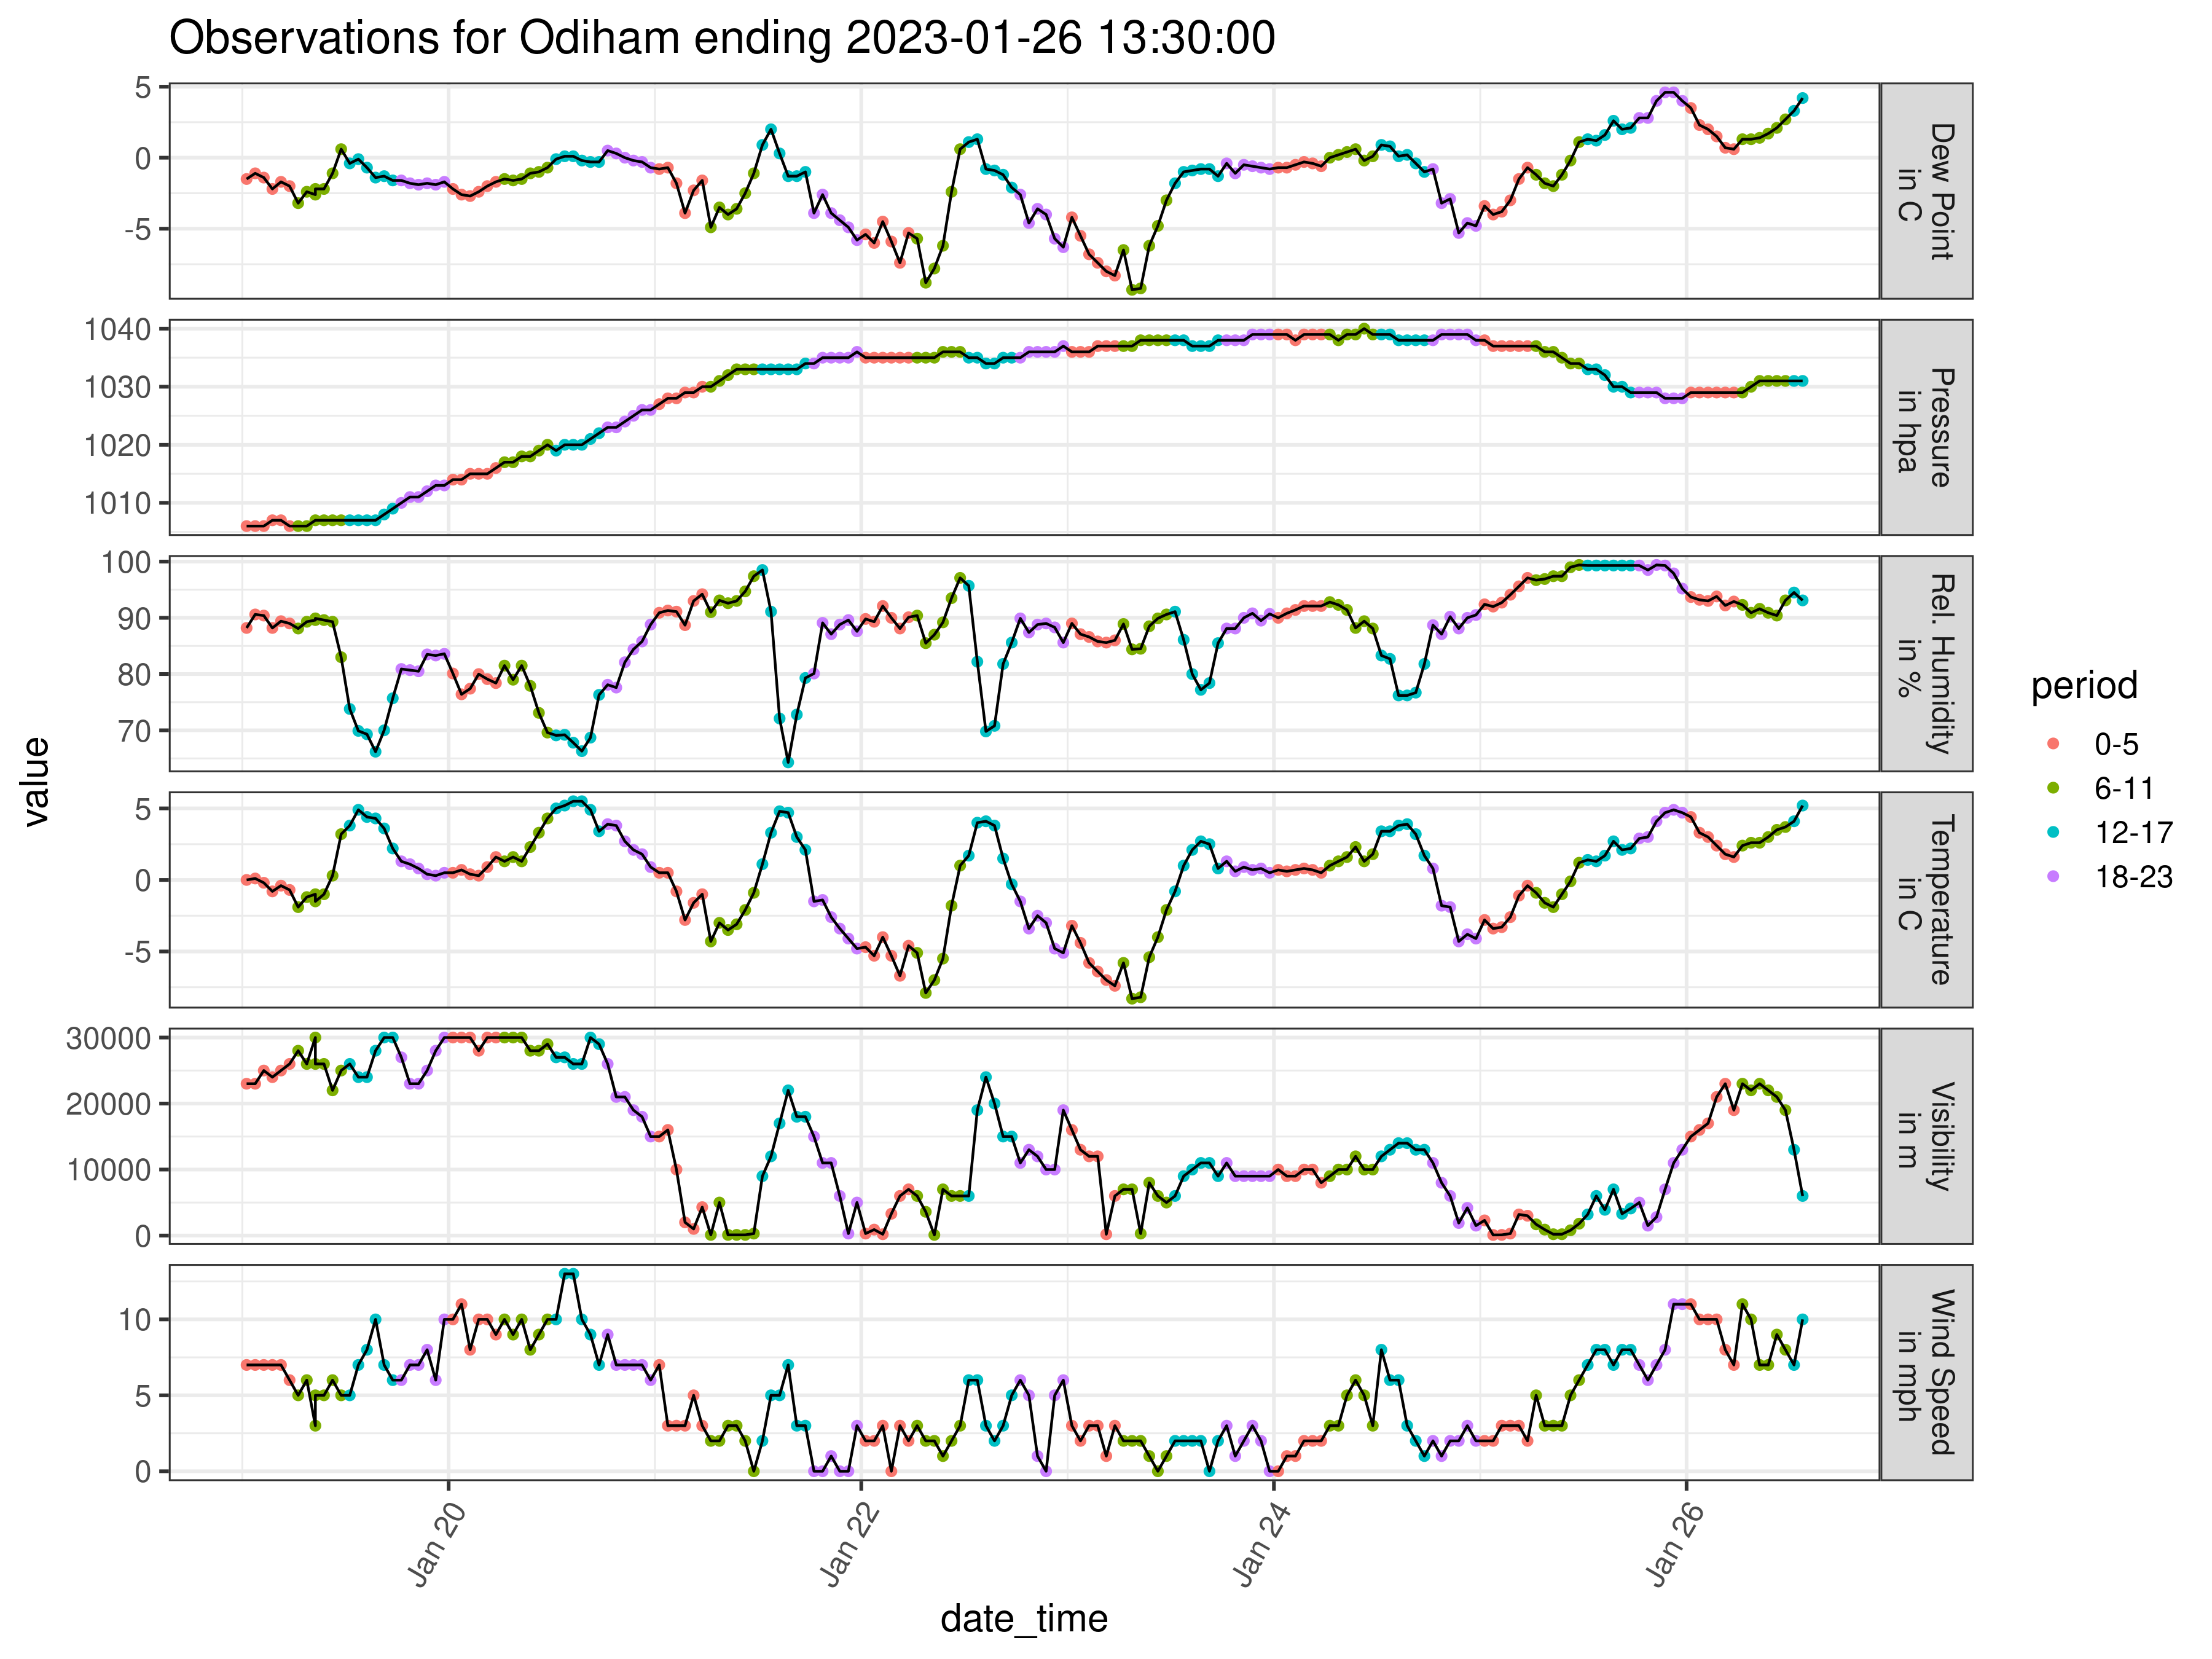 Observations for Odiham ending 2023-01-26 13:30:00
value
5
0
-5
Dew Point
in C
1040
1030
1020
1010
Pressure
in hpa
100
90
80
70
Rel. Humidity
in %
5
0
-5
Temperature
in C
30000
20000
10000
0
Visibility
in m
10
5
0
Wind Speed
in mph
Jan 20
Jan 22
Jan 24
Jan 26
date_time
period
0-5
6-11
12-17
18-23